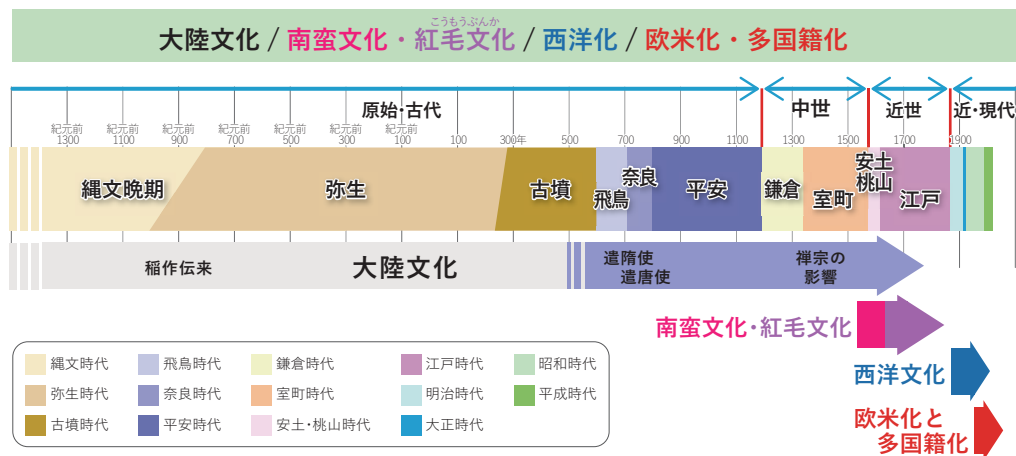 こうもうぶんか
大陸文化 / 南蛮文化・紅毛文化 / 西洋化 / 欧米化・多国籍化
原始・古代
中世
近世
近・現代
紀元前 紀元前 紀元前 紀元前 紀元前 紀元前 紀元前
1300 1100 900 700 500 300 100 100 300年 500 700 900 1100 1300 1500 1700 1900
縄文晩期
弥生
古墳
飛鳥
奈良
平安
鎌倉
室町
安土
桃山
江戸
稲作伝来
大陸文化
遣隋使
遣唐使
禅宗の
影響
南蛮文化・紅毛文化
西洋文化
欧米化と
多国籍化
縄文時代
弥生時代
古墳時代
飛鳥時代
奈良時代
平安時代
鎌倉時代
室町時代
安土・桃山時代
江戸時代
明治時代
大正時代
昭和時代
平成時代